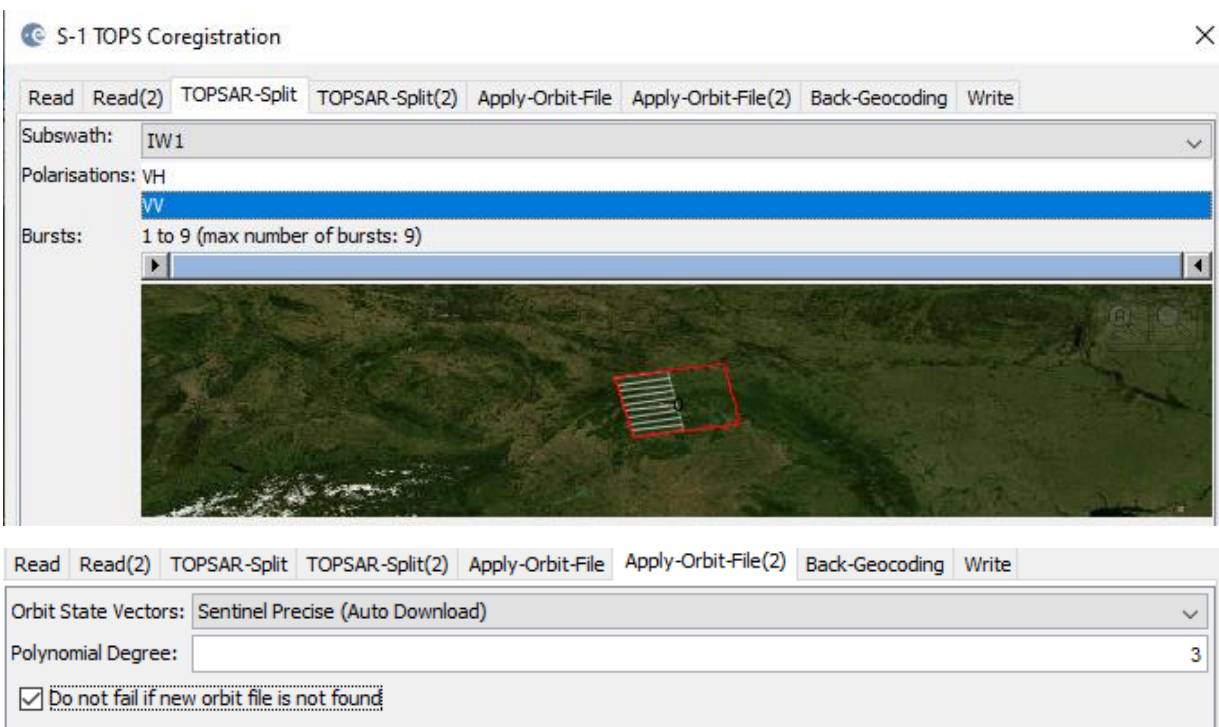 S-1 TOPS Coregistration
Read Read(2) TOPSAR-Split TOPSAR-Split(2) Apply-Orbit-File Apply-Orbit-File(2) Back-Geocoding Write
Subswath: IW1
Polarisations: VH
VV
Bursts: 1 to 9 (max number of bursts: 9)
0
Read Read(2) TOPSAR-Split TOPSAR-Split(2) Apply-Orbit-File Apply-Orbit-File(2) Back-Geocoding Write
Orbit State Vectors: Sentinel Precise (Auto Download)
Polynomial Degree: 3
Do not fail if new orbit file is not found